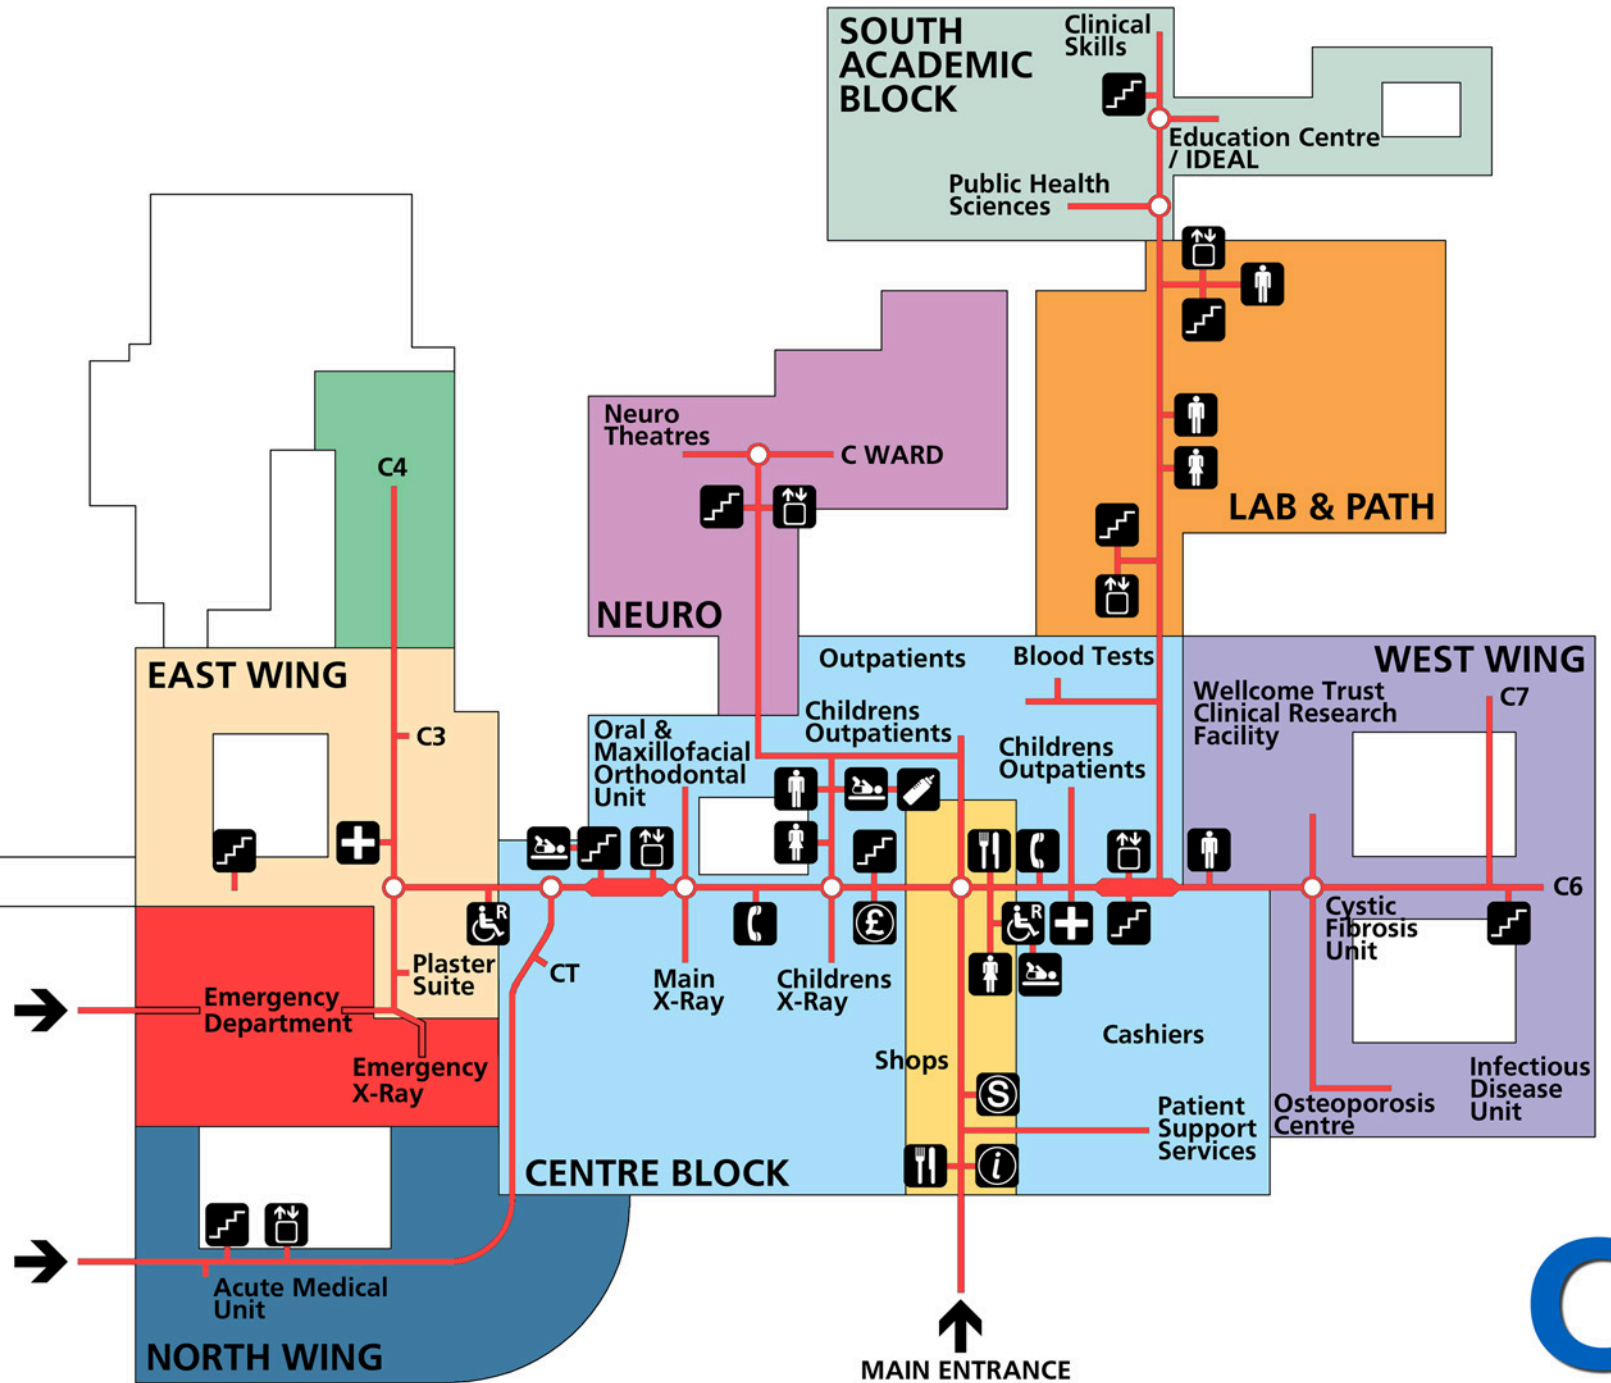 SOUTH
ACADEMIC
BLOCK
Clinical
Skills
Education Centre
/ IDEAL
Public Health
Sciences
Neuro
Theatres
C WARD
C4
LAB & PATH
NEURO
EAST WING
Outpatients
Blood Tests
WEST WING
Wellcome Trust
Clinical Research
Facility
C7
Childrens
Outpatients
Oral &
Maxillofacial
Orthodontal
Unit
C3
Childrens
Outpatients
C6
R
£
R
Cystic
Fibrosis
Unit
Plaster
Suite
CT
Main
X-Ray
Childrens
X-Ray
Emergency
Department
Cashiers
Shops
Emergency
X-Ray
S
Infectious
Disease
Unit
Osteoporosis
Centre
Patient
Support
Services
i
CENTRE BLOCK
Acute Medical
Unit
NORTH WING
MAIN ENTRANCE